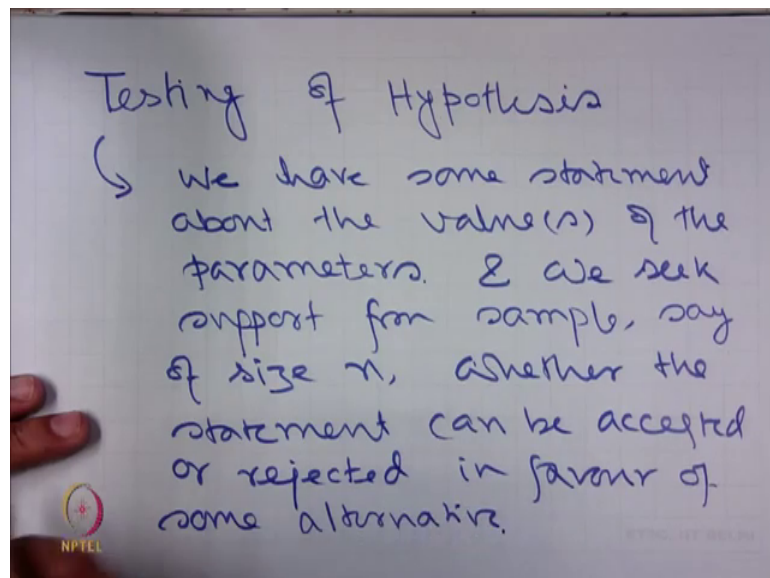 Testing of Hypothesis
We have some statement
about the value(s) of the
parameters. & we seek
support from sample, say
of size n, whether the
statement can be accepted
or rejected in favour of
some alternative.
NPTEL